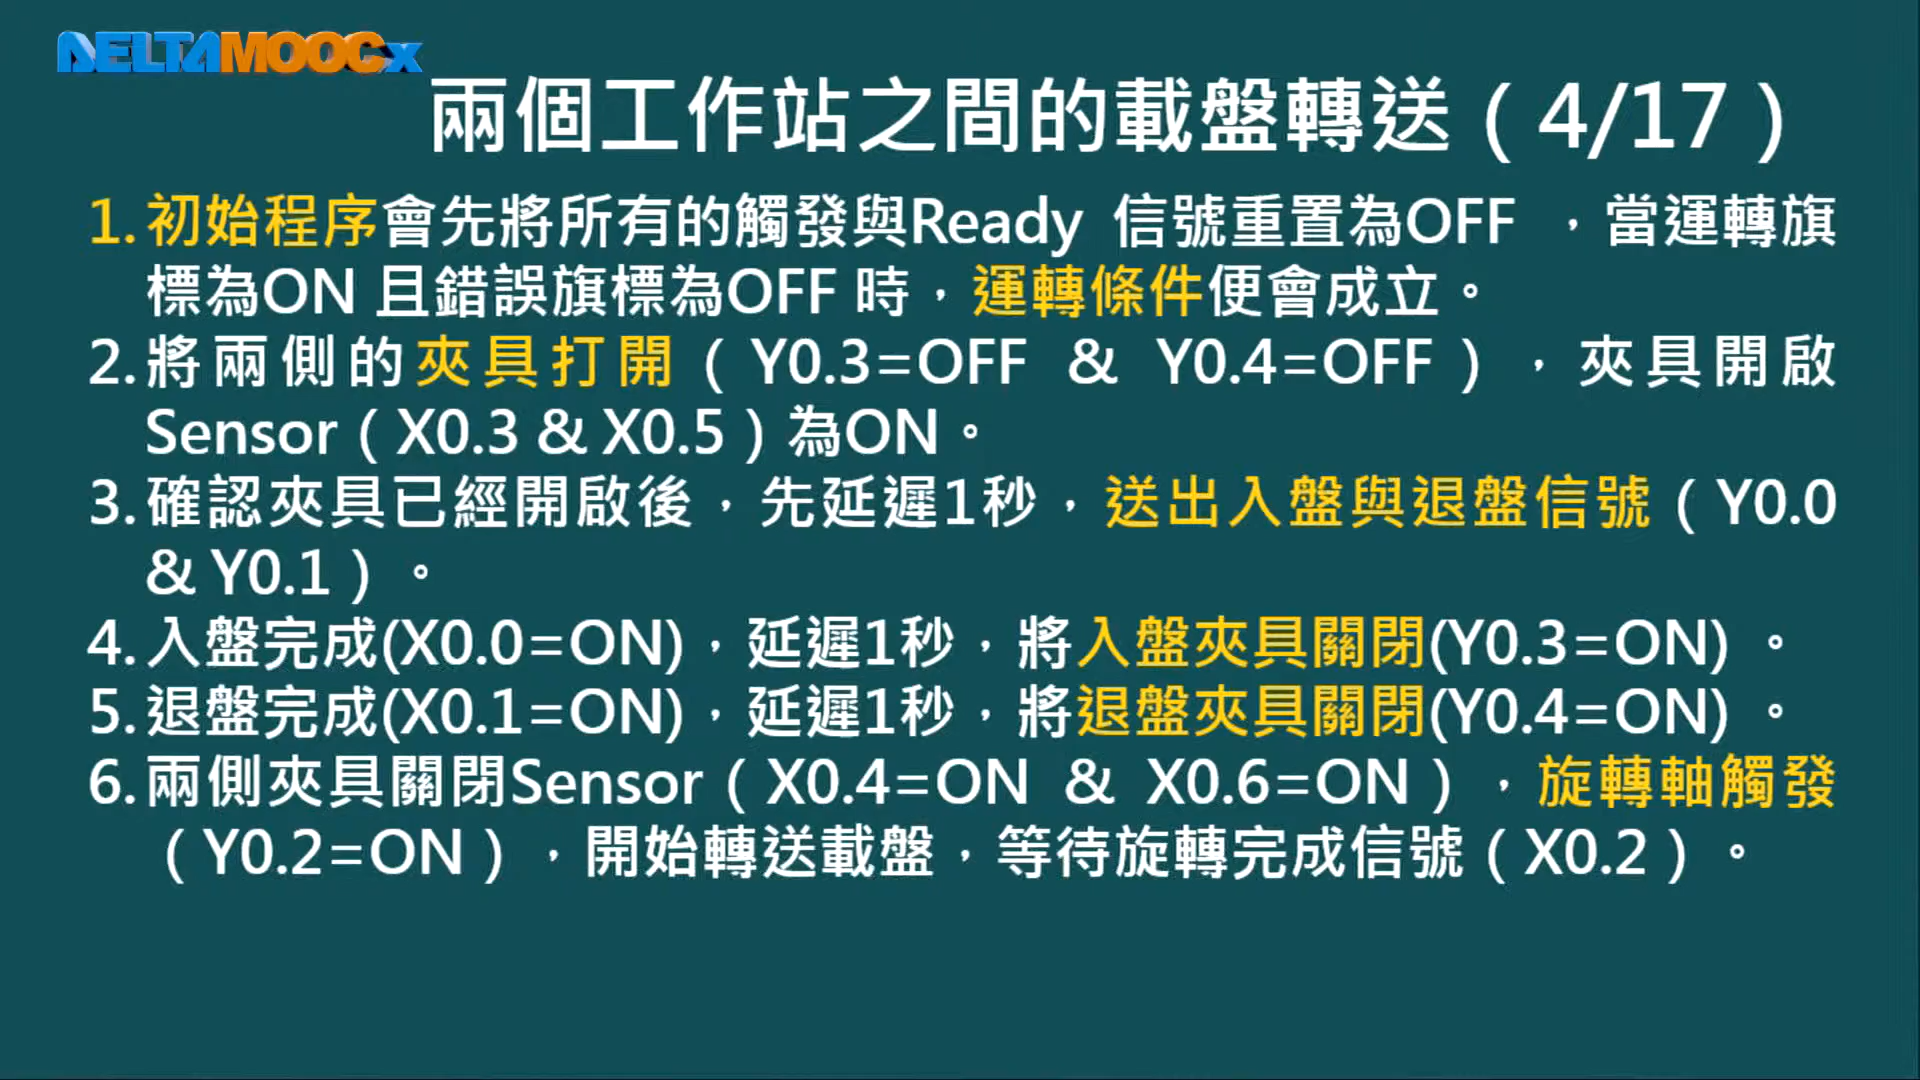 DELTAMOOCx
兩個工作站之間的載盤轉送（4/17）
1.初始程序會先將所有的觸發與Ready 信號重置為OFF ，當運轉旗
標為ON 且錯誤旗標為OFF 時，運轉條件便會成立。
2.將兩側的夾具打開（Y0.3=OFF & Y0.4=OFF），夾具開啟
Sensor（X0.3 & X0.5）為ON。
3.確認夾具已經開啟後，先延遲1秒，送出入盤與退盤信號（Y0.0
& Y0.1）。
4.入盤完成(X0.0=ON)，延遲1秒，將入盤夾具關閉(Y0.3=ON) 。
5.退盤完成(X0.1=ON)，延遲1秒，將退盤夾具關閉(Y0.4=ON) 。
6.兩側夾具關閉Sensor（X0.4=ON & X0.6=ON），旋轉軸觸發
（Y0.2=ON），開始轉送載盤，等待旋轉完成信號（X0.2）。